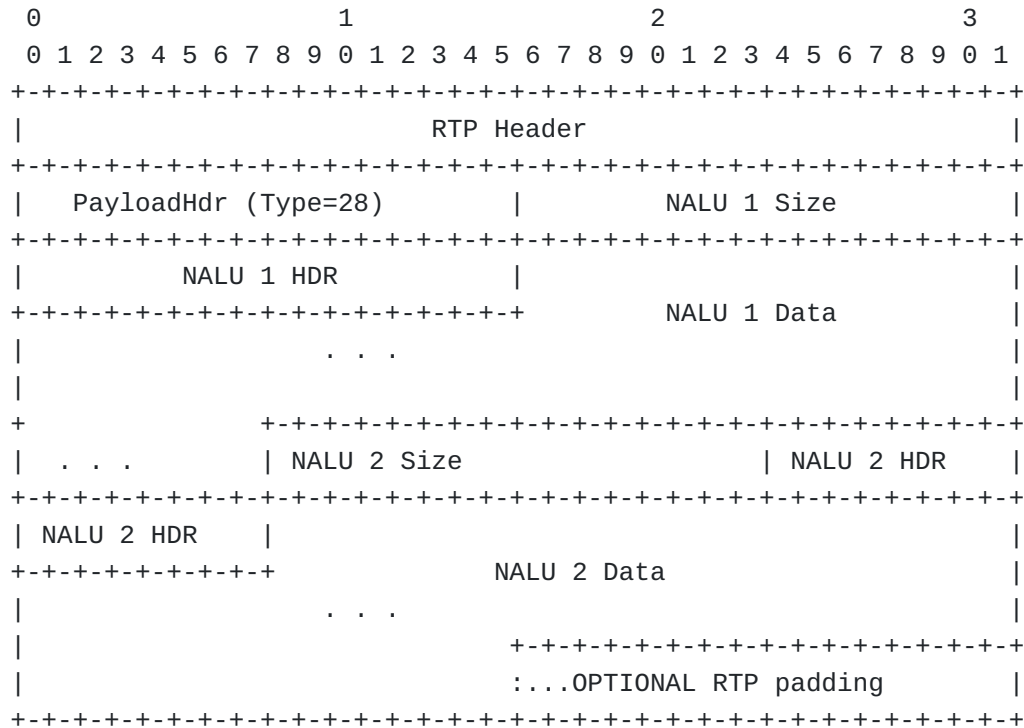 0                   1                   2                   3
 0 1 2 3 4 5 6 7 8 9 0 1 2 3 4 5 6 7 8 9 0 1 2 3 4 5 6 7 8 9 0 1
+-+-+-+-+-+-+-+-+-+-+-+-+-+-+-+-+-+-+-+-+-+-+-+-+-+-+-+-+-+-+-+-+
|                          RTP Header                           |
+-+-+-+-+-+-+-+-+-+-+-+-+-+-+-+-+-+-+-+-+-+-+-+-+-+-+-+-+-+-+-+-+
|   PayloadHdr (Type=28)        |         NALU 1 Size           |
+-+-+-+-+-+-+-+-+-+-+-+-+-+-+-+-+-+-+-+-+-+-+-+-+-+-+-+-+-+-+-+-+
|          NALU 1 HDR           |                               |
+-+-+-+-+-+-+-+-+-+-+-+-+-+-+-+-+         NALU 1 Data           |
|                   . . .                                       |
|                                                               |
+               +-+-+-+-+-+-+-+-+-+-+-+-+-+-+-+-+-+-+-+-+-+-+-+-+
|  . . .        | NALU 2 Size                   | NALU 2 HDR    |
+-+-+-+-+-+-+-+-+-+-+-+-+-+-+-+-+-+-+-+-+-+-+-+-+-+-+-+-+-+-+-+-+
| NALU 2 HDR    |                                               |
+-+-+-+-+-+-+-+-+              NALU 2 Data                      |
|                   . . .                                       |
|                               +-+-+-+-+-+-+-+-+-+-+-+-+-+-+-+-+
|                               :...OPTIONAL RTP padding        |
+-+-+-+-+-+-+-+-+-+-+-+-+-+-+-+-+-+-+-+-+-+-+-+-+-+-+-+-+-+-+-+-+